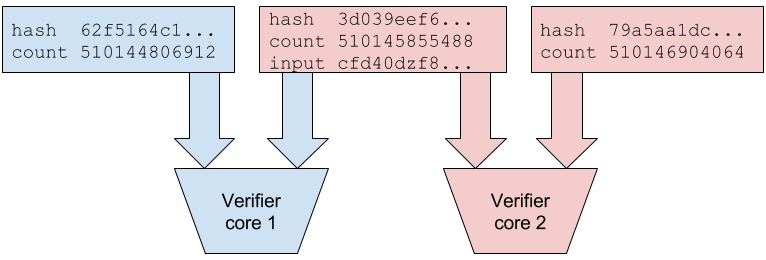 hash  62f5164c1...
count 510144806912
hash  3d039eef6...
count 510145855488
input cfd40dzf8...
hash  79a5aa1dc...
count 510146904064
Verifier
core 1
Verifier
core 2